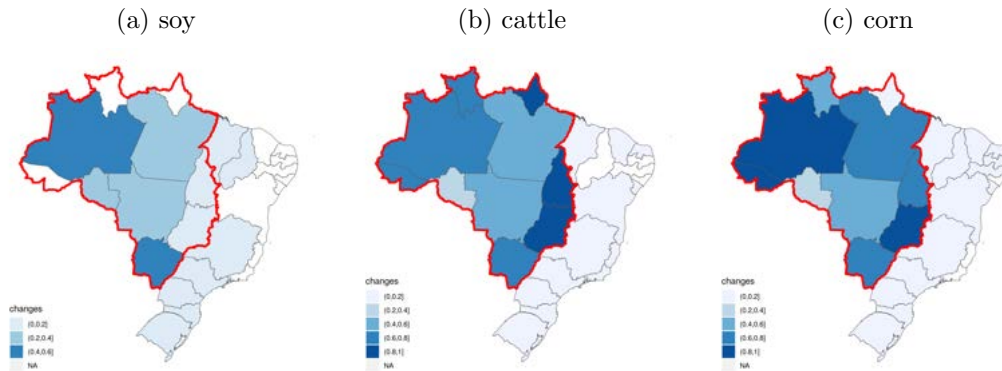 (a) soy
(b) cattle
(c) corn
changes
(0,0.2]
(0.2,0.4]
(0.4,0.6]
NA
changes
(0,0.2]
(0.2,0.4]
(0.4,0.6]
(0.6,0.8]
(0.8,1]
NA
changes
(0,0.2]
(0.2,0.4]
(0.4,0.6]
(0.6,0.8]
(0.8,1]
NA